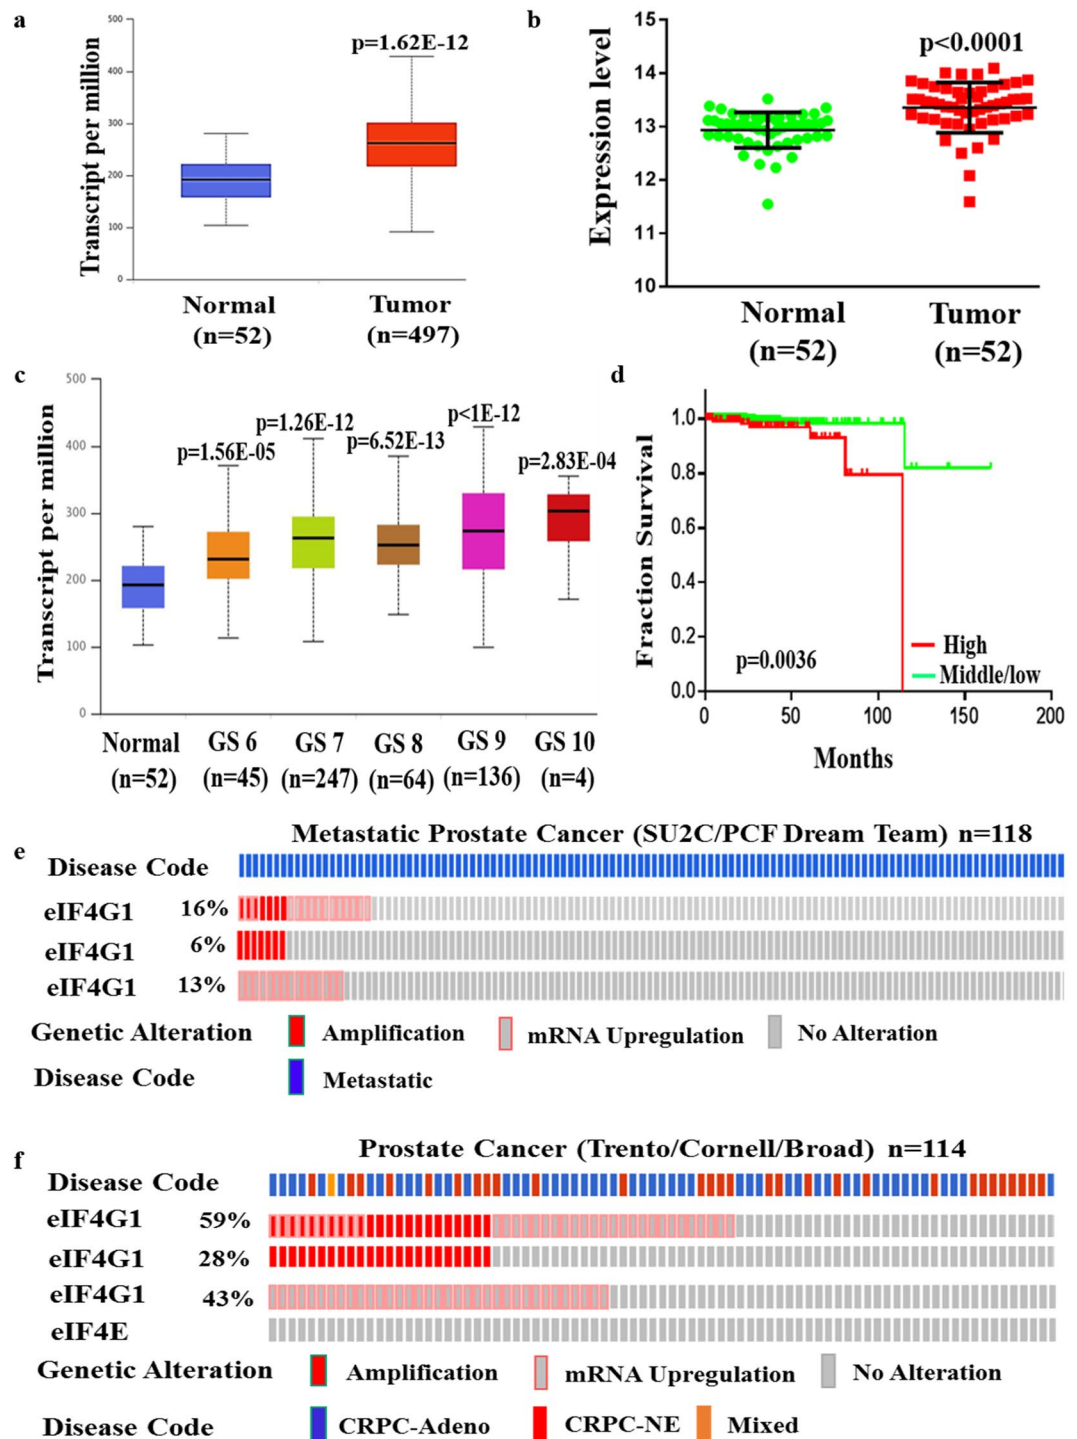 a
500
400
300
200
100
0
Transcript per million
p=1.62E-12
Normal
(n=52)
Tumor
(n=497)
b
15
14
13
12
11
10
Expression level
p<0.0001
Normal
(n=52)
Tumor
(n=52)
c
500
400
300
200
100
0
Transcript per million
p=1.56E-05
p=1.26E-12
p=6.52E-13
p<1E-12
p=2.83E-04
Normal
(n=52)
GS 6
(n=45)
GS 7
(n=247)
GS 8
(n=64)
GS 9
(n=136)
GS 10
(n=4)
d
1.0
0.8
0.6
0.4
0.2
0.0
Fraction Survival
p=0.0036
High
Middle/low
0 50 100 150 200
Months
e
Metastatic Prostate Cancer (SU2C/PCF Dream Team) n=118
Disease Code
eIF4G1 16%
eIF4G1 6%
eIF4G1 13%
Genetic Alteration Amplification mRNA Upregulation No Alteration
Disease Code Metastatic
f
Prostate Cancer (Trento/Cornell/Broad) n=114
Disease Code
eIF4G1 59%
eIF4G1 28%
eIF4G1 43%
eIF4E
Genetic Alteration Amplification mRNA Upregulation No Alteration
Disease Code CRPC-Adeno CRPC-NE Mixed